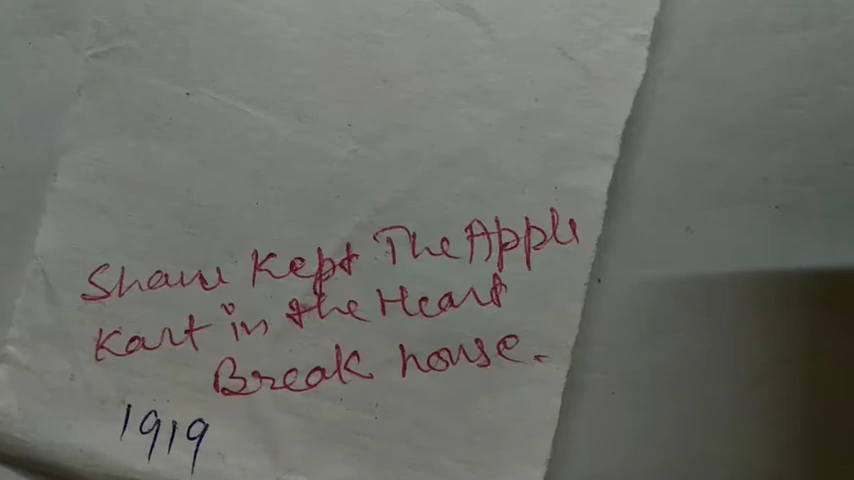 Shaw Kept The Apple
Kart in the Heart
Break house.
1919